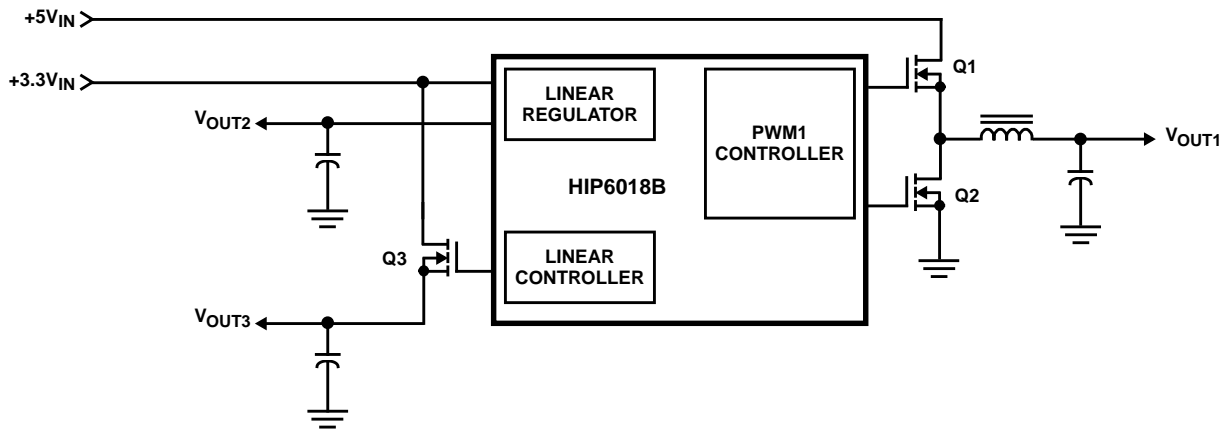 +5VIN
+3.3VIN
VOUT2
LINEAR
REGULATOR
PWM1
CONTROLLER
Q1
VOUT1
HIP6018B
Q2
Q3
LINEAR
CONTROLLER
VOUT3